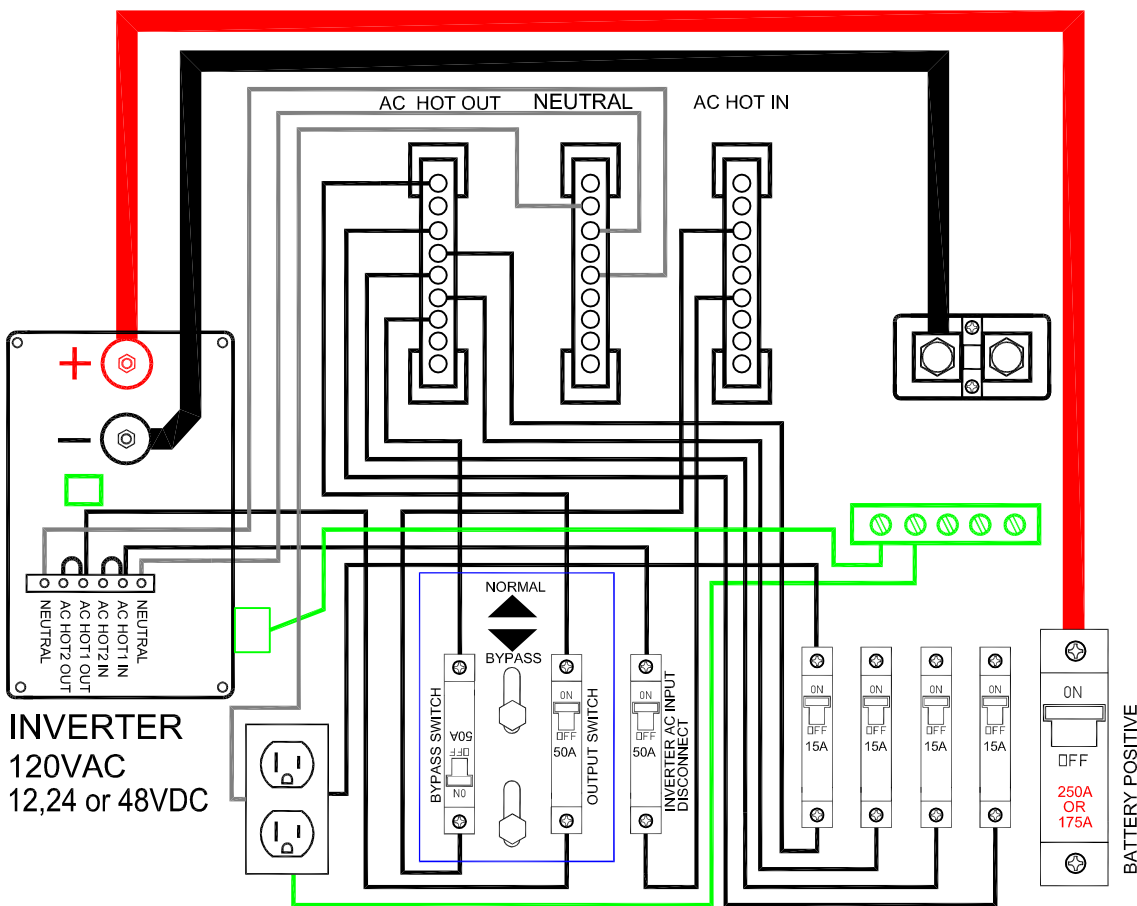 AC HOT OUT
NEUTRAL
AC HOT IN
+
−
NEUTRAL
AC HOT2 OUT
AC HOT1 OUT
AC HOT2 IN
AC HOT1 IN
NEUTRAL
INVERTER
120VAC
12,24 or 48VDC
NORMAL
BYPASS
BYPASS SWITCH
50A
OFF
ON
ON
OFF
50A
OUTPUT SWITCH
ON
OFF
50A
INVERTER AC INPUT
DISCONNECT
ON
OFF
15A
ON
OFF
15A
ON
OFF
15A
ON
OFF
15A
ON
OFF
250A
OR
175A
BATTERY POSITIVE